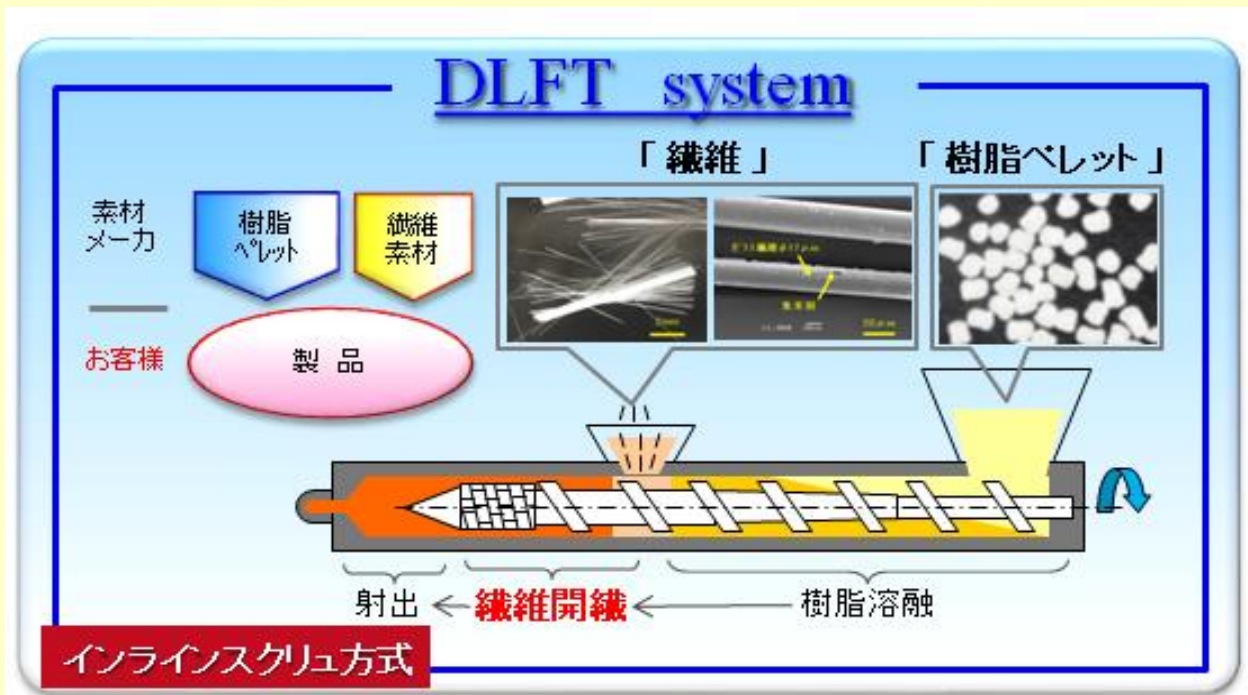 DLFT system
「 繊維 」
「 樹脂ペレット 」
素材
メーカ
樹脂
ペレット
繊維
素材
お客様
製 品
射出
繊維開繊
樹脂溶融
インラインスクリュ方式